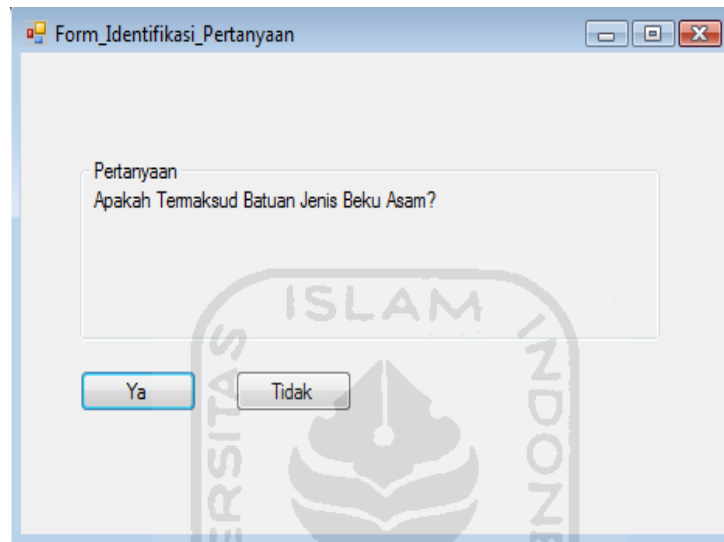 Form_Identifikasi_Pertanyaan
Pertanyaan
Apakah Termaksud Batuan Jenis Beku Asam?
ISLAM
Ya
Tidak